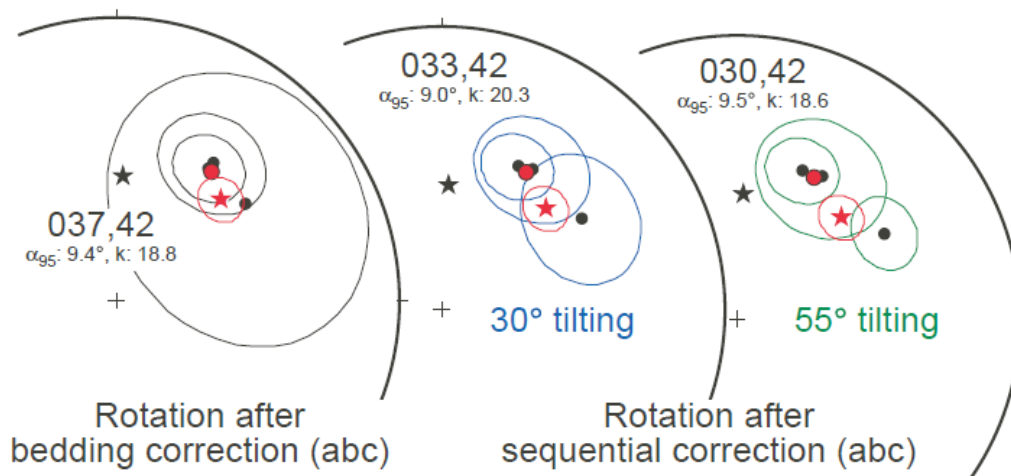 037,42
α95: 9.4°, k: 18.8
033,42
α95: 9.0°, k: 20.3
030,42
α95: 9.5°, k: 18.6
30° tilting
55° tilting
Rotation after
bedding correction (abc)
Rotation after
sequential correction (abc)